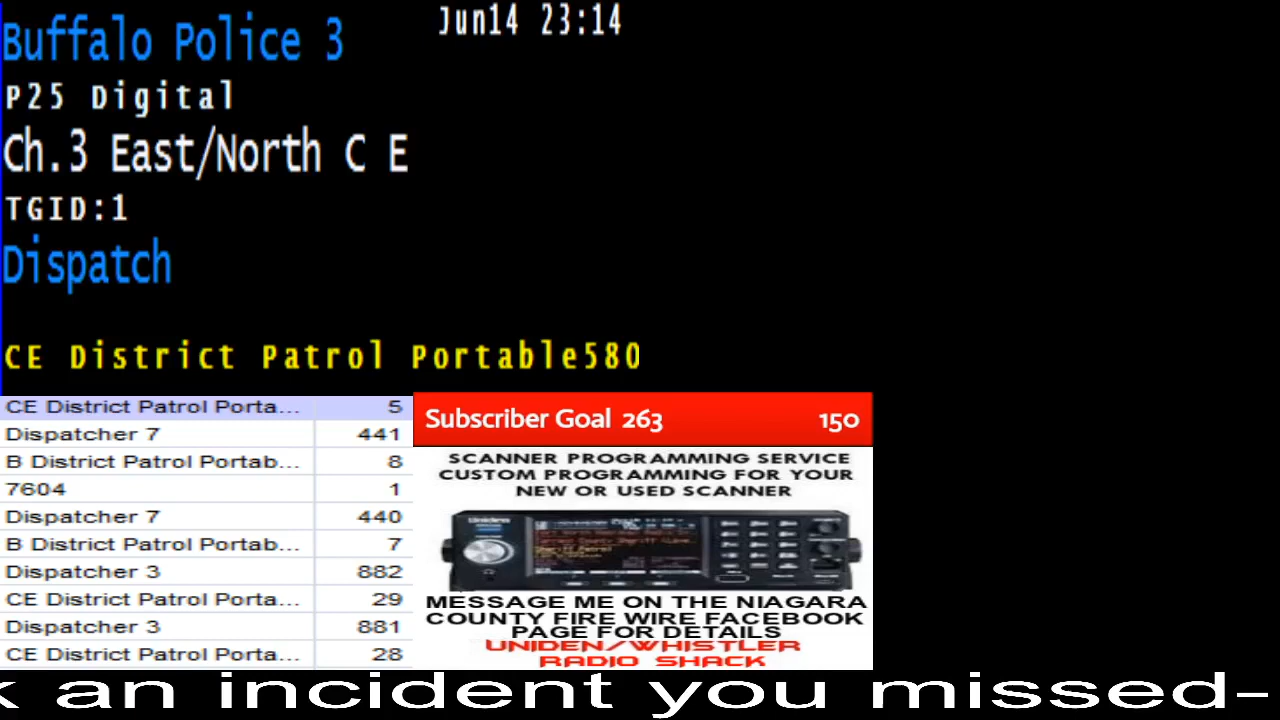 Buffalo Police 3
Jun14 23:14
P25 Digital
Ch.3 East/North C E
TGID:1
Dispatch
CE District Patrol Portable580
CE District Patrol Porta... 5
Dispatcher 7 441
B District Patrol Portab... 8
7604 1
Dispatcher 7 440
B District Patrol Portab... 7
Dispatcher 3 882
CE District Patrol Porta... 29
Dispatcher 3 881
CE District Patrol Porta... 28
Subscriber Goal 263 150
SCANNER PROGRAMMING SERVICE
CUSTOM PROGRAMMING FOR YOUR
NEW OR USED SCANNER
Uniden
MESSAGE ME ON THE NIAGARA
COUNTY FIRE WIRE FACEBOOK
PAGE FOR DETAILS
UNIDEN/WHISTLER
RADIO SHACK
k an incident you missed-